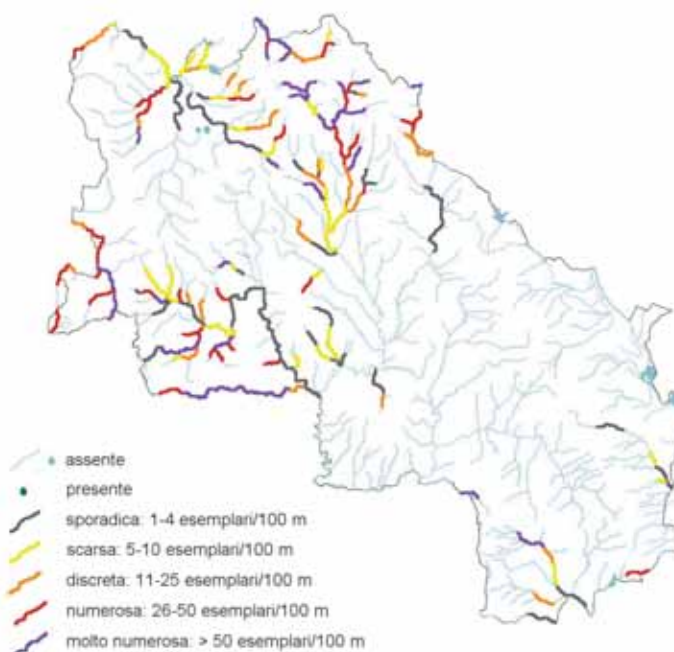 assente
presente
sporadica: 1-4 esemplari/100 m
scarsa: 5-10 esemplari/100 m
discreta: 11-25 esemplari/100 m
numerosa: 26-50 esemplari/100 m
molto numerosa: > 50 esemplari/100 m